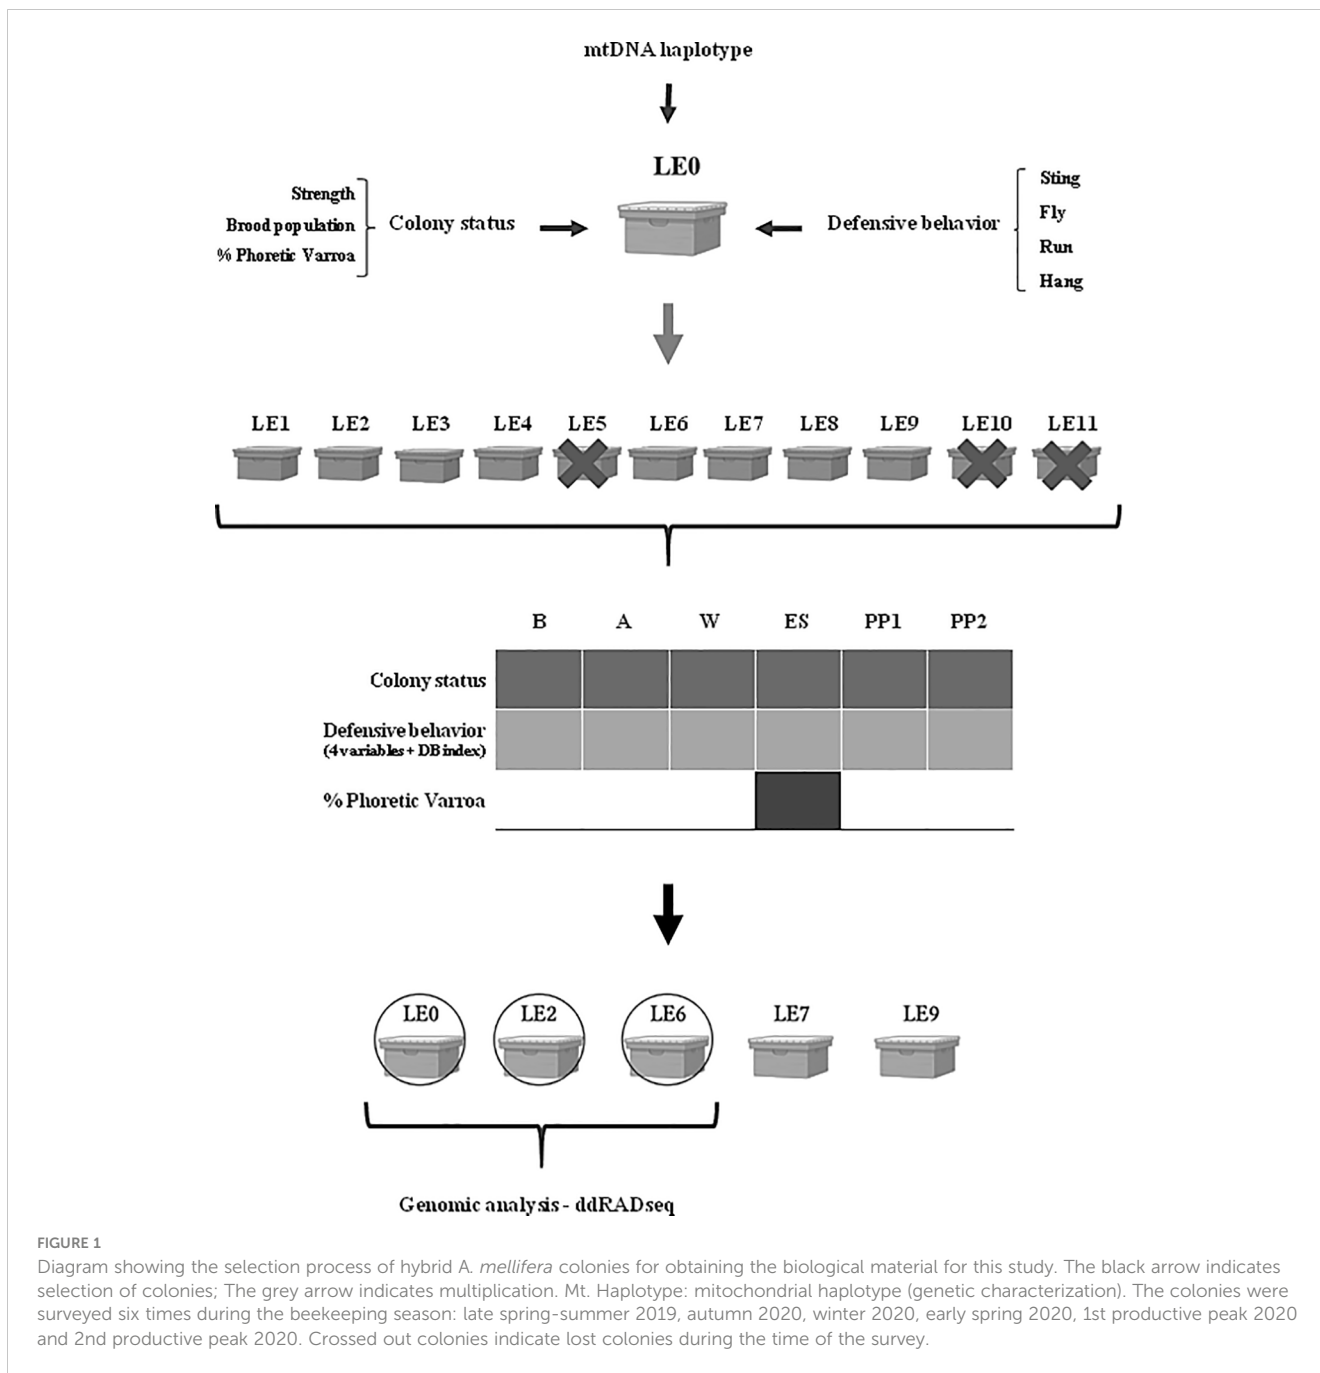 mtDNA haplotype
LE0
Strength
Brood population
% Phoretic Varroa
Colony status
Defensive behavior
Sting
Fly
Run
Hang
LE1 LE2 LE3 LE4 LE5 LE6 LE7 LE8 LE9 LE10 LE11
B A W ES PP1 PP2
Colony status
Defensive behavior
(4 variables + DB index)
% Phoretic Varroa
LE0 LE2 LE6 LE7 LE9
Genomic analysis - ddRADseq
FIGURE 1
Diagram showing the selection process of hybrid A. mellifera colonies for obtaining the biological material for this study. The black arrow indicates
selection of colonies; The grey arrow indicates multiplication. Mt. Haplotype: mitochondrial haplotype (genetic characterization). The colonies were
surveyed six times during the beekeeping season: late spring-summer 2019, autumn 2020, winter 2020, early spring 2020, 1st productive peak 2020
and 2nd productive peak 2020. Crossed out colonies indicate lost colonies during the time of the survey.